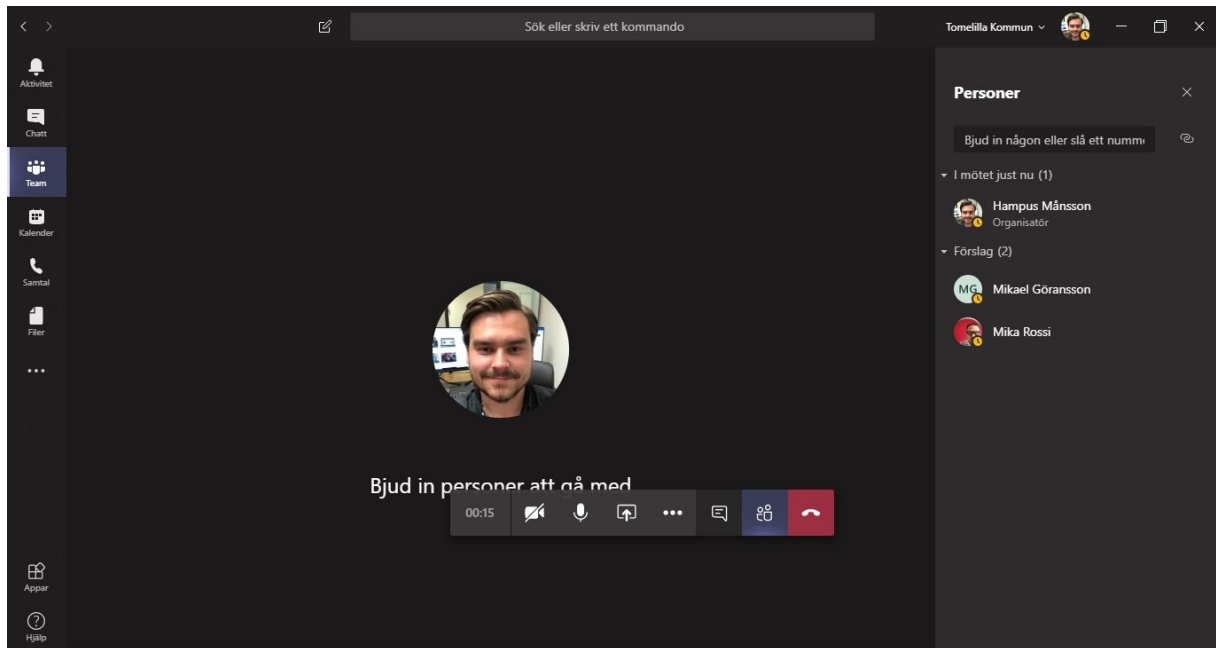 Sök eller skriv ett kommando
Tomelilla Kommun
Aktivitet
Chatt
Team
Kalender
Samtal
Filer
Appar
Hjälp
Bjud in personer att gå med
00:15
Personer
Bjud in någon eller slå ett numm
I mötet just nu (1)
Hampus Månsson
Organisatör
Förslag (2)
MG
Mikael Göransson
Mika Rossi